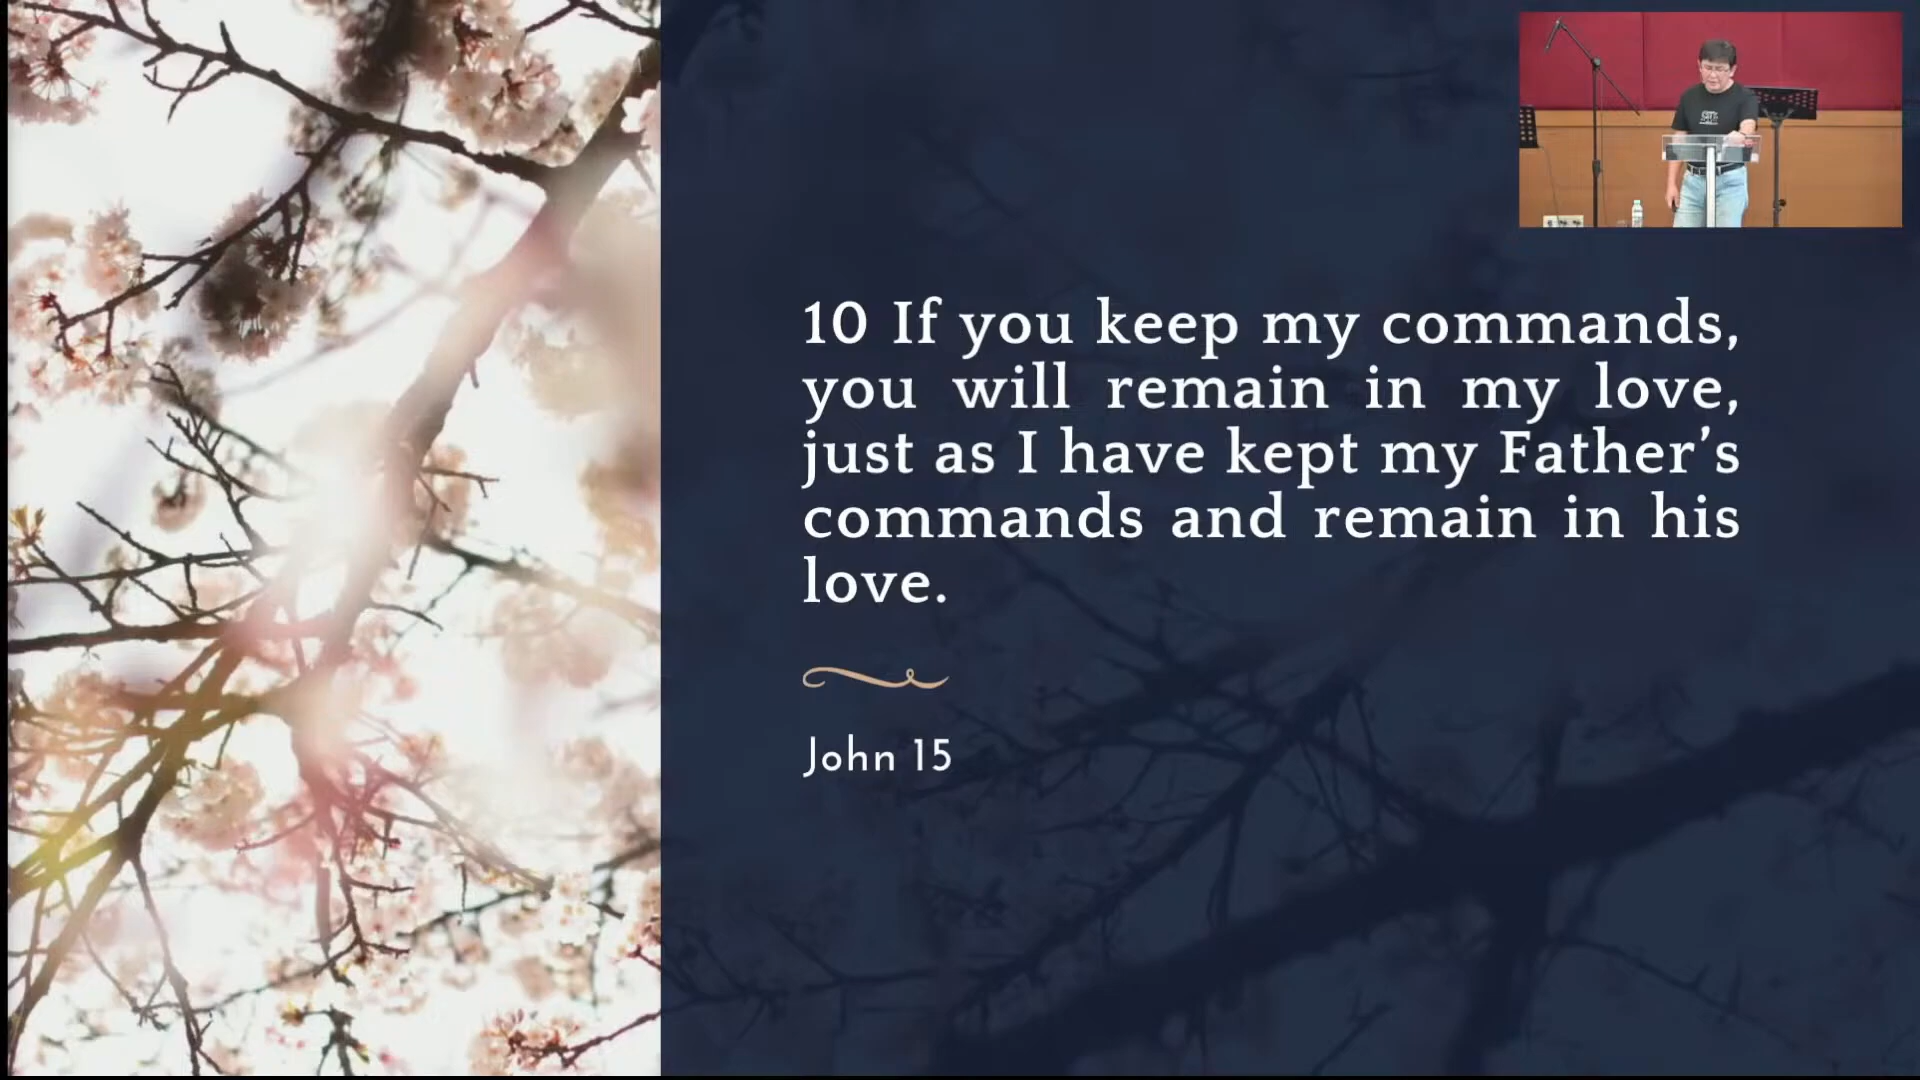 10 If you keep my commands,
you will remain in my love,
just as I have kept my Father’s
commands and remain in his
love.
John 15